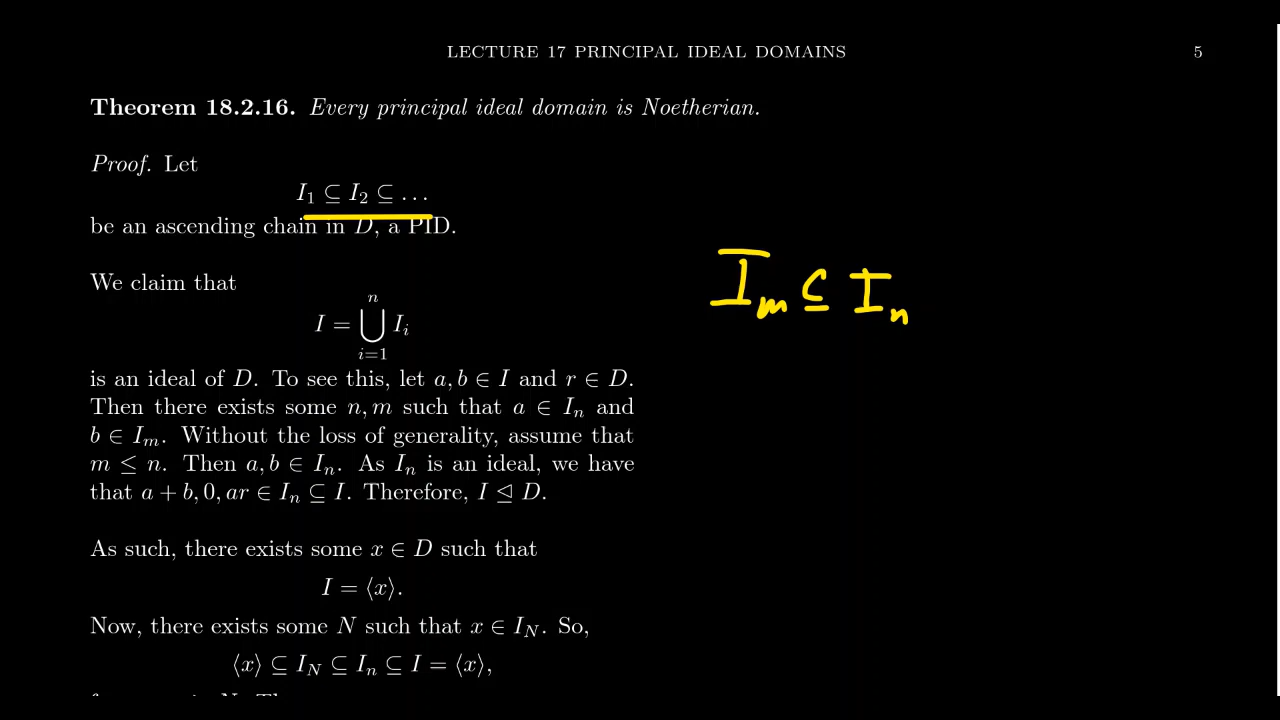 LECTURE 17 PRINCIPAL IDEAL DOMAINS 5
Theorem 18.2.16. Every principal ideal domain is Noetherian.
Proof. Let
I₁ ⊆ I₂ ⊆ ...
be an ascending chain in D, a PID.
I_m ⊆ I_n
We claim that
I = ⋃_{i=1}^{n} I_i
is an ideal of D. To see this, let a, b ∈ I and r ∈ D.
Then there exists some n, m such that a ∈ I_n and
b ∈ I_m. Without the loss of generality, assume that
m ≤ n. Then a, b ∈ I_n. As I_n is an ideal, we have
that a + b, 0, ar ∈ I_n ⊆ I. Therefore, I ⊴ D.
As such, there exists some x ∈ D such that
I = ⟨x⟩.
Now, there exists some N such that x ∈ I_N. So,
⟨x⟩ ⊆ I_N ⊆ I_n ⊆ I = ⟨x⟩,